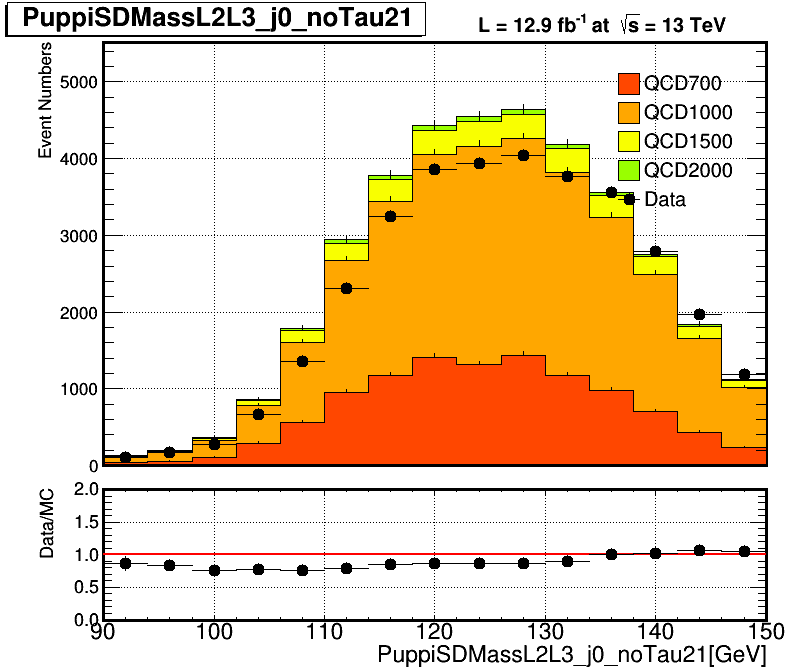 PuppiSDMassL2L3_j0_noTau21
L = 12.9 fb-1 at √s = 13 TeV
Event Numbers
5000
4000
3000
2000
1000
0
QCD700
QCD1000
QCD1500
QCD2000
Data
Data/MC
2.0
1.5
1.0
0.5
0.0
90 100 110 120 130 140 150
PuppiSDMassL2L3_j0_noTau21[GeV]